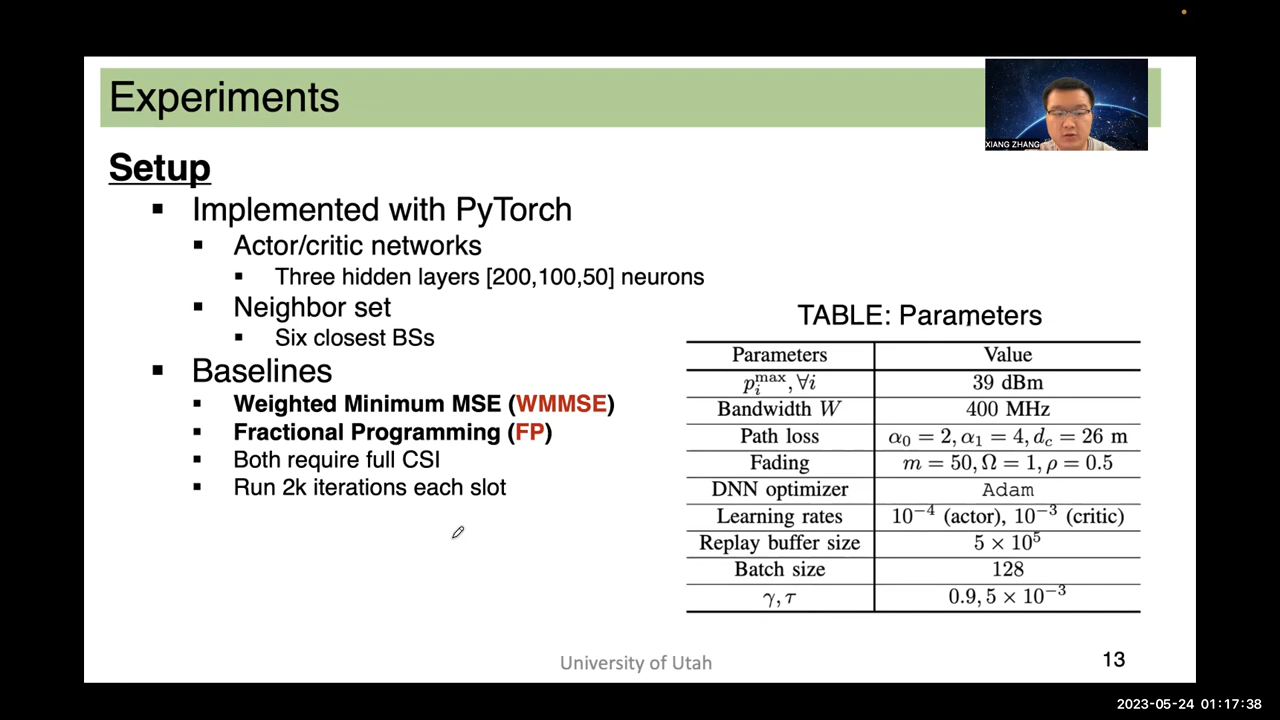 Experiments
XIANG ZHANG
Setup
▪ Implemented with PyTorch
▪ Actor/critic networks
▪ Three hidden layers [200,100,50] neurons
▪ Neighbor set
▪ Six closest BSs
▪ Baselines
▪ Weighted Minimum MSE (WMMSE)
▪ Fractional Programming (FP)
▪ Both require full CSI
▪ Run 2k iterations each slot
TABLE: Parameters
Parameters Value
p_i^max, ∀i 39 dBm
Bandwidth W 400 MHz
Path loss α₀ = 2, α₁ = 4, d_c = 26 m
Fading m = 50, Ω = 1, ρ = 0.5
DNN optimizer Adam
Learning rates 10⁻⁴ (actor), 10⁻³ (critic)
Replay buffer size 5 × 10⁵
Batch size 128
γ, τ 0.9, 5 × 10⁻³
University of Utah
13
2023-05-24 01:17:38